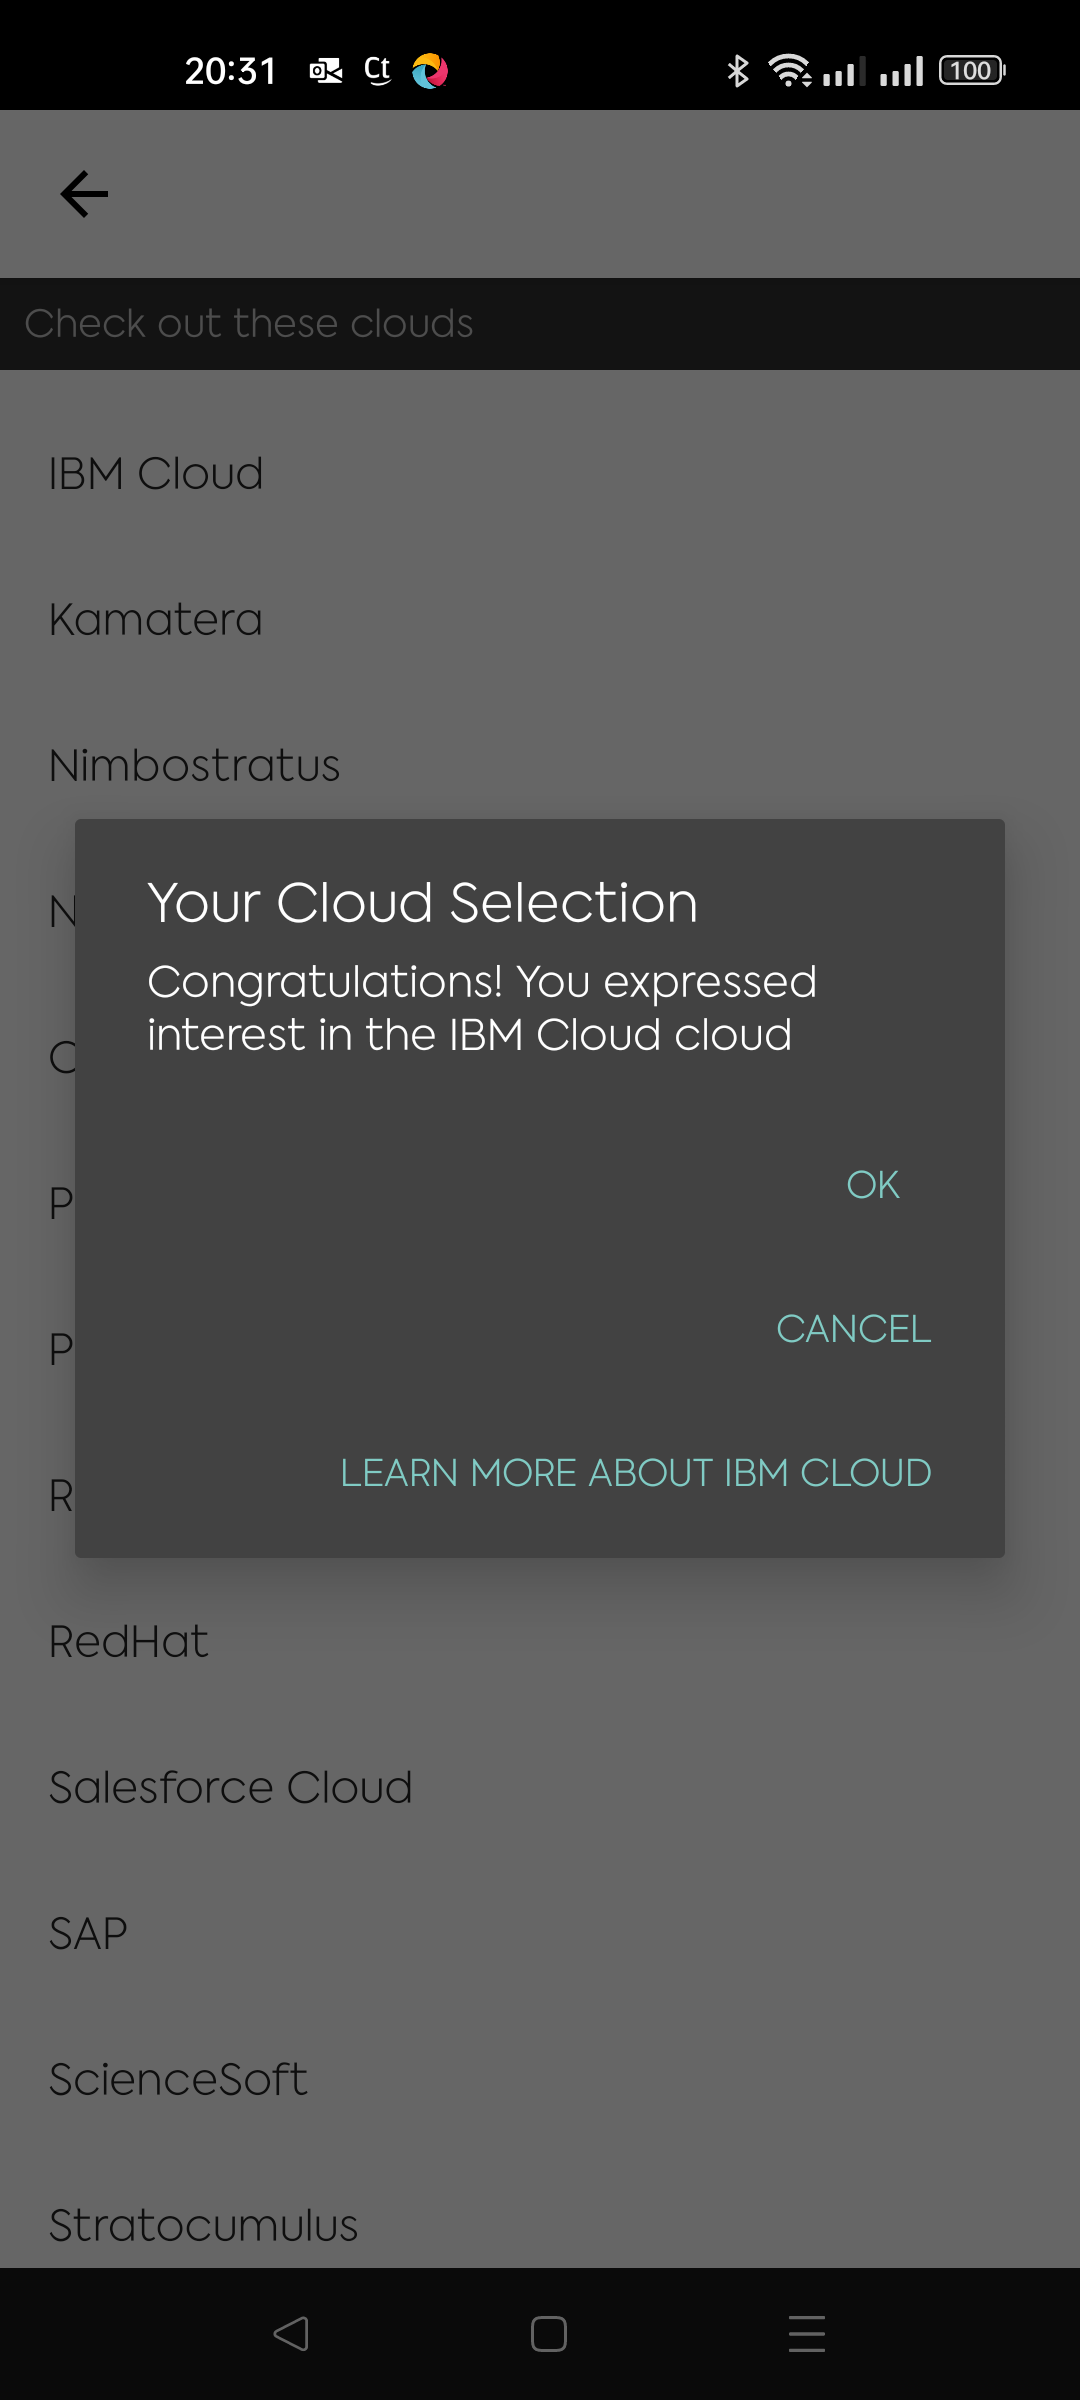 20:31
Ct
100
Check out these clouds
IBM Cloud
Kamatera
Nimbostratus
N
Your Cloud Selection
Congratulations! You expressed
interest in the IBM Cloud cloud
C
OK
P
CANCEL
P
LEARN MORE ABOUT IBM CLOUD
R
RedHat
Salesforce Cloud
SAP
ScienceSoft
Stratocumulus